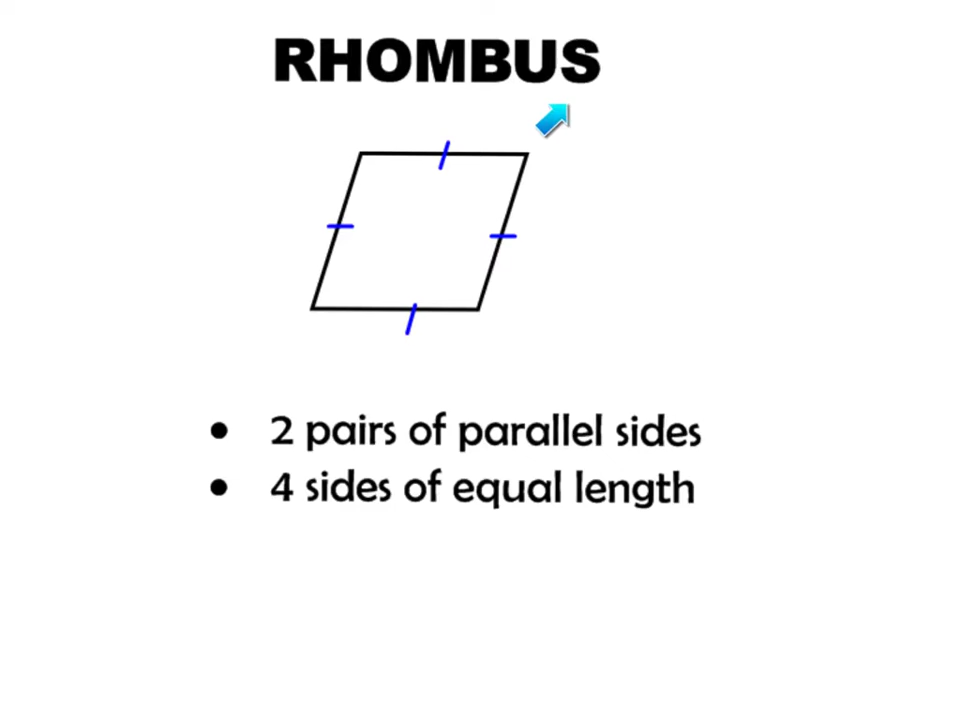 RHOMBUS
• 2 pairs of parallel sides
• 4 sides of equal length